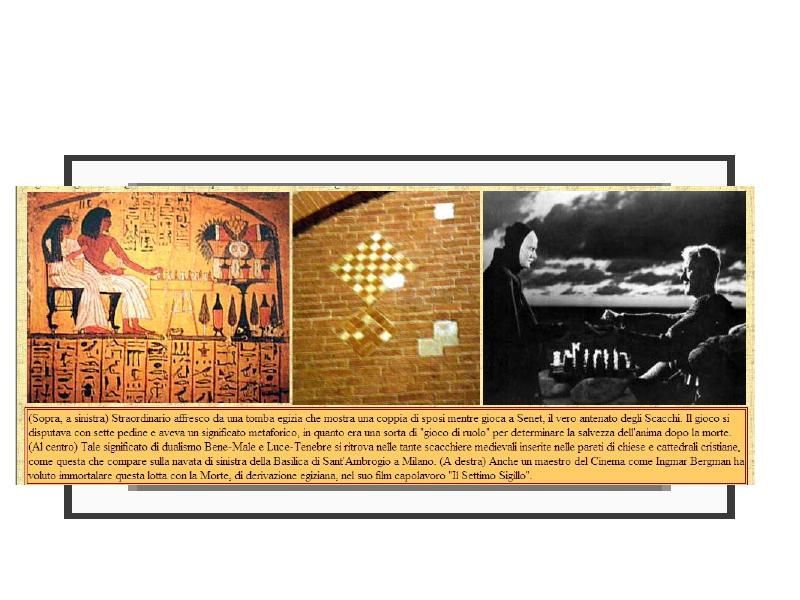 (Sopra, a sinistra) Straordinario affresco da una tomba egizia che mostra una coppia di sposi mentre gioca a Senet, il vero antenato degli Scacchi. Il gioco si
disputava con sette pedine e aveva un significato metaforico, in quanto era una sorta di "gioco di ruolo" per determinare la salvezza dell'anima dopo la morte.
(Al centro) Tale significato di dualismo Bene-Male e Luce-Tenebre si ritrova nelle tante scacchiere medievali inserite nelle pareti di chiese e cattedrali cristiane,
come questa che compare sulla navata di sinistra della Basilica di Sant'Ambrogio a Milano. (A destra) Anche un maestro del Cinema come Ingmar Bergman ha
voluto immortalare questa lotta con la Morte, di derivazione egiziana, nel suo film capolavoro "Il Settimo Sigillo".